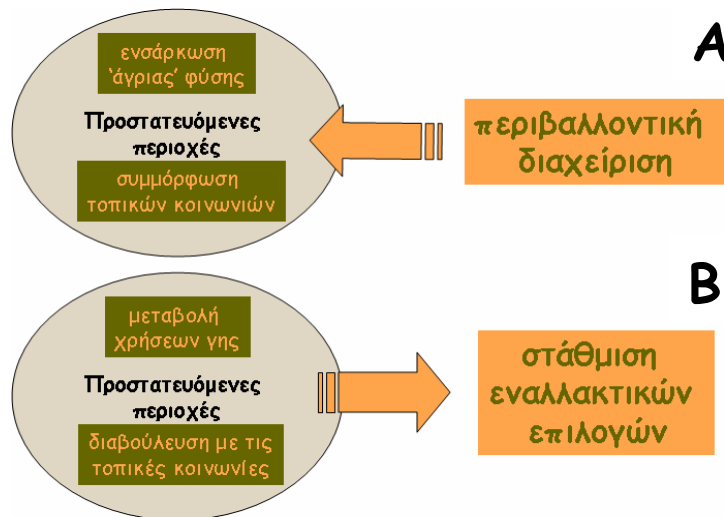 A
ενσάρκωση
‘άγριας’ φύσης
Προστατευόμενες
περιοχές
συμμόρφωση
τοπικών κοινωνιών
περιβαλλοντική
διαχείριση
B
μεταβολή
χρήσεων γης
Προστατευόμενες
περιοχές
διαβούλευση με τις
τοπικές κοινωνίες
στάθμιση
εναλλακτικών
επιλογών